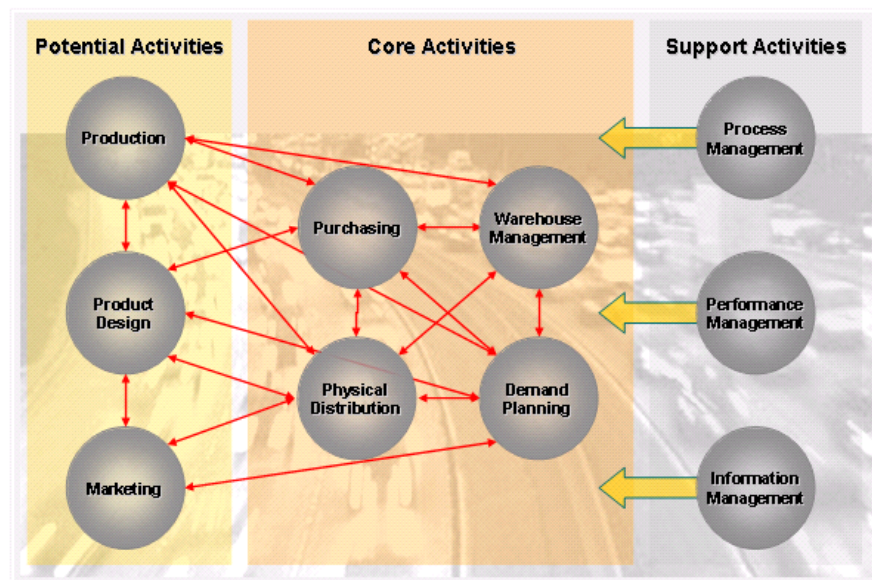 Potential Activities
Core Activities
Support Activities
Production
Process
Management
Purchasing
Warehouse
Management
Product
Design
Performance
Management
Physical
Distribution
Demand
Planning
Marketing
Information
Management